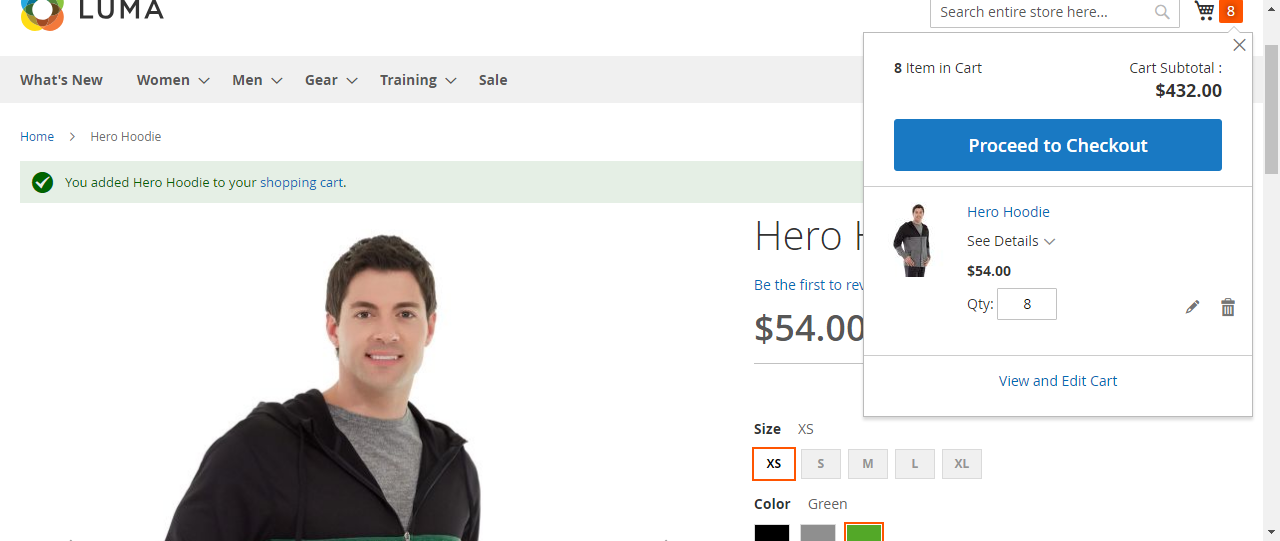 LUMA
Search entire store here...
8
What's New
Women
Men
Gear
Training
Sale
8 Item in Cart
Cart Subtotal :
$432.00
Proceed to Checkout
Home
Hero Hoodie
You added Hero Hoodie to your shopping cart.
Hero Hoodie
See Details
$54.00
Qty: 8
View and Edit Cart
Hero
Be the first to
$54.00
Size XS
XS
S
M
L
XL
Color Green